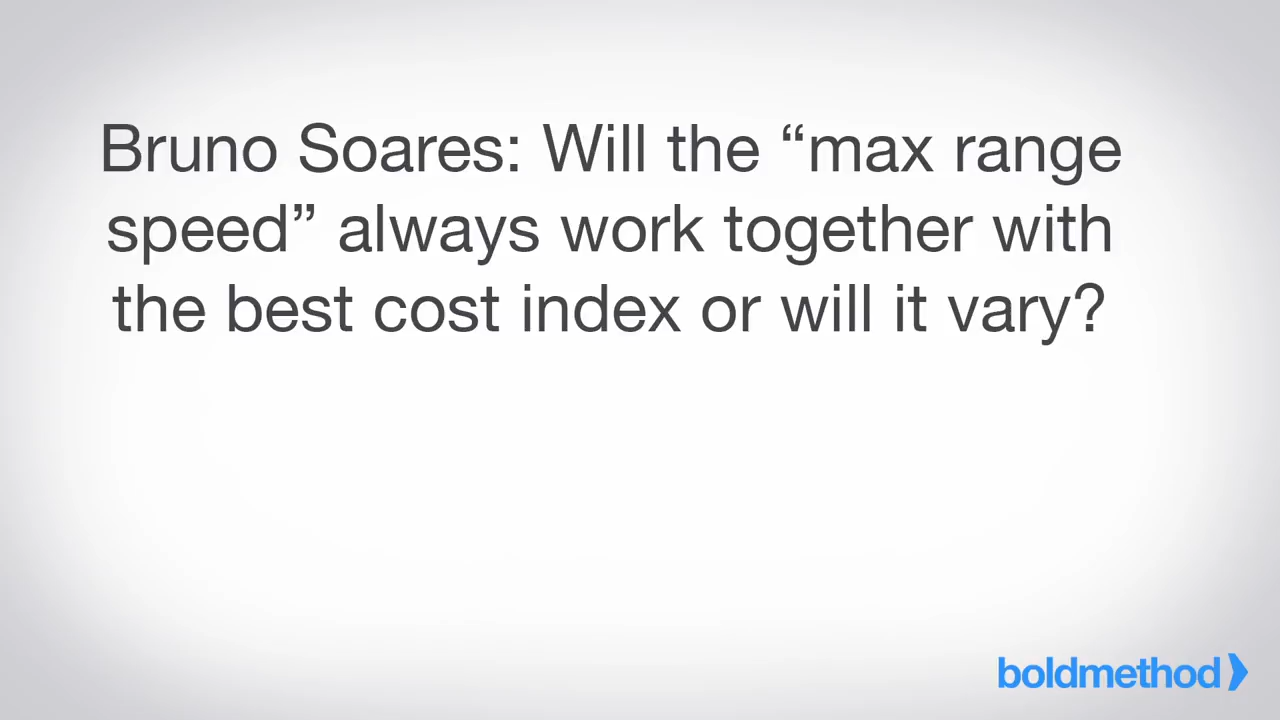 Bruno Soares: Will the “max range
speed” always work together with
the best cost index or will it vary?
boldmethod